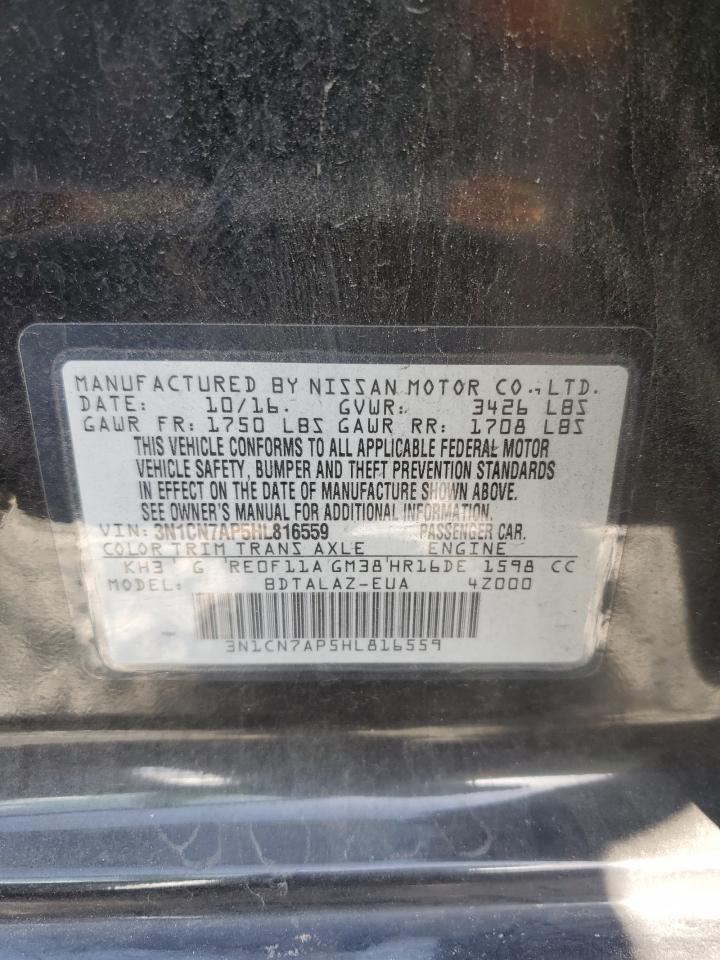 MANUFACTURED BY NISSAN MOTOR CO., LTD.
DATE: 10/16. GVWR: 3426 LBS
GAWR FR: 1750 LBS GAWR RR: 1708 LBS
THIS VEHICLE CONFORMS TO ALL APPLICABLE FEDERAL MOTOR
VEHICLE SAFETY, BUMPER AND THEFT PREVENTION STANDARDS
IN EFFECT ON THE DATE OF MANUFACTURE SHOWN ABOVE.
SEE OWNER'S MANUAL FOR ADDITIONAL INFORMATION
VIN: 3N1CN7AP5HL816559 PASSENGER CAR.
COLOR TRIM TRANS AXLE ENGINE
KH3 G RE0F11A GM38 HR16DE 1598 CC
MODEL: BDTALAZ-EUA 4Z000
3N1CN7AP5HL816559